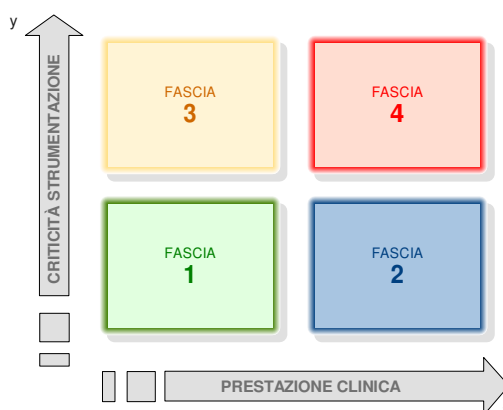 y
CRITICITÀ STRUMENTAZIONE
FASCIA
3
FASCIA
4
FASCIA
1
FASCIA
2
PRESTAZIONE CLINICA